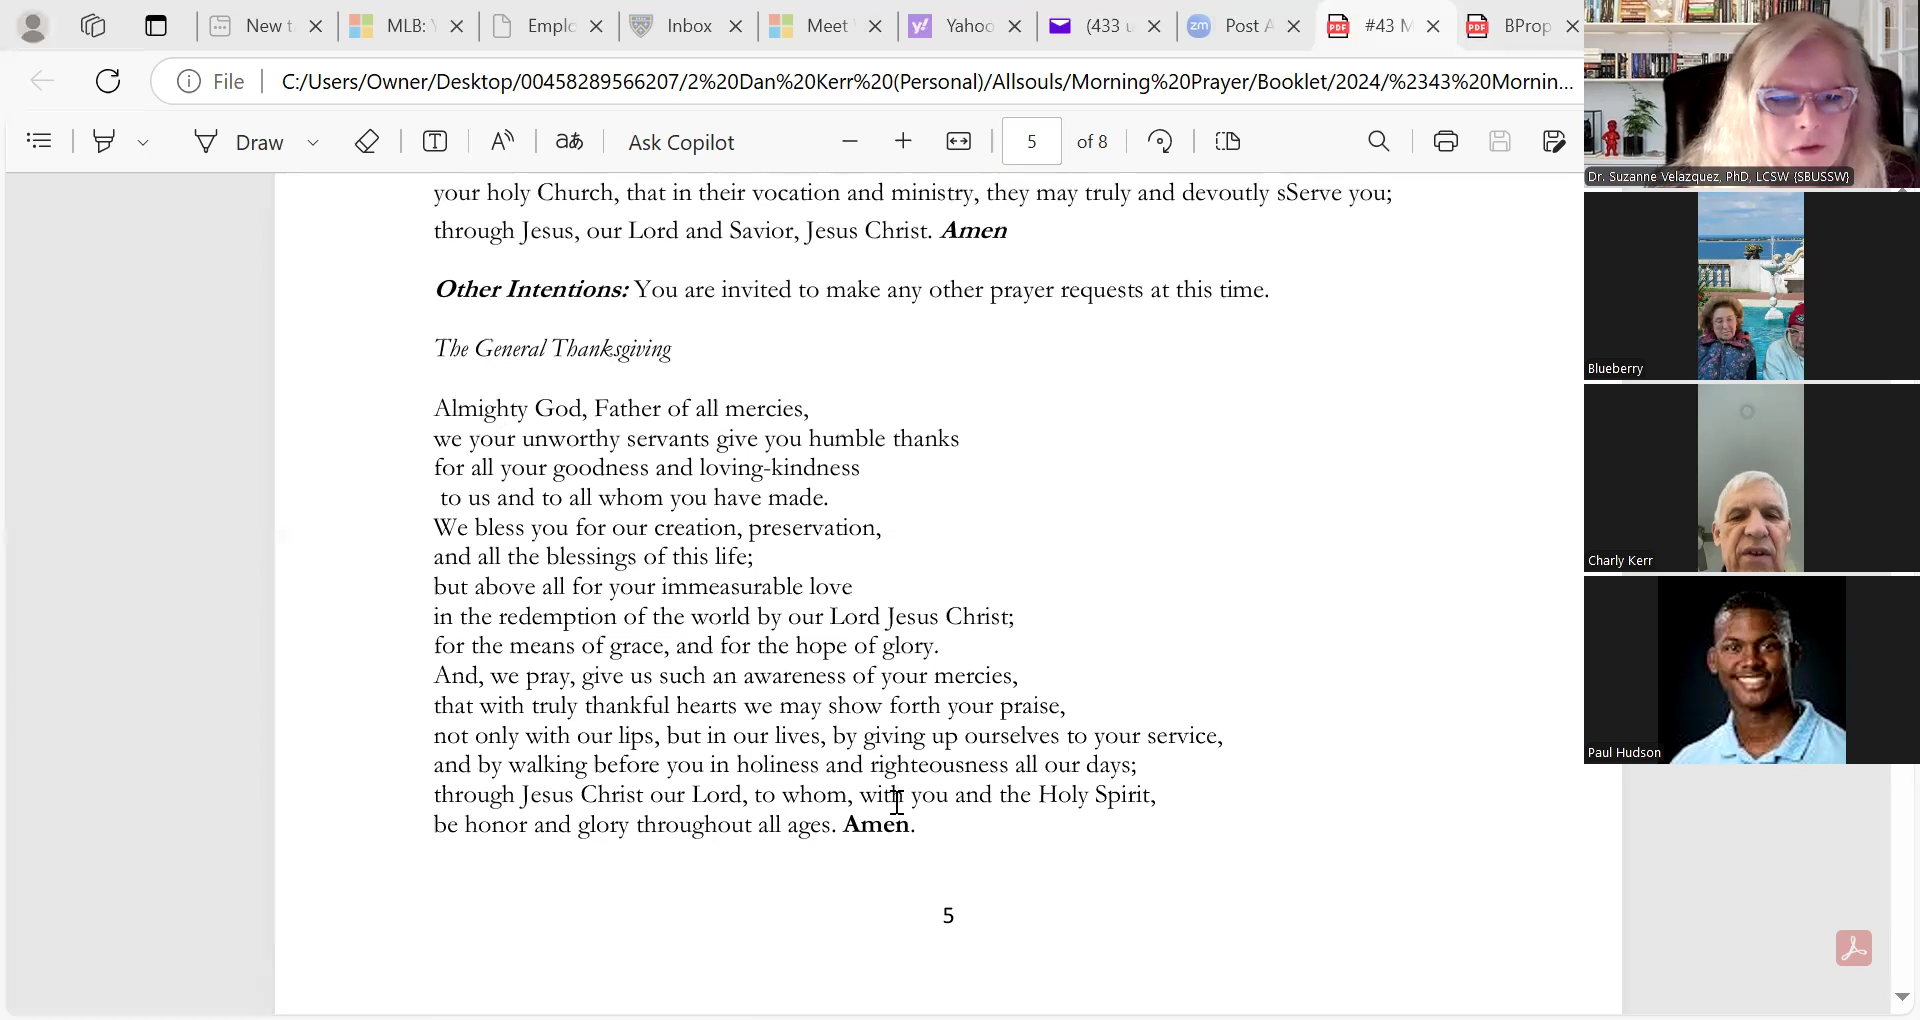 New t
MLB: Y
Emplo
Inbox
Meet
Yahoo
(433 u
zm
Post A
PDF
#43 M
PDF
BProp
File
C:/Users/Owner/Desktop/00458289566207/2%20Dan%20Kerr%20(Personal)/Allsouls/Morning%20Prayer/Booklet/2024/%2343%20Mornin...
Draw
T
aあ
Ask Copilot
5
of 8
your holy Church, that in their vocation and ministry, they may truly and devoutly sServe you;
through Jesus, our Lord and Savior, Jesus Christ. Amen
Other Intentions: You are invited to make any other prayer requests at this time.
The General Thanksgiving
Almighty God, Father of all mercies,
we your unworthy servants give you humble thanks
for all your goodness and loving-kindness
to us and to all whom you have made.
We bless you for our creation, preservation,
and all the blessings of this life;
but above all for your immeasurable love
in the redemption of the world by our Lord Jesus Christ;
for the means of grace, and for the hope of glory.
And, we pray, give us such an awareness of your mercies,
that with truly thankful hearts we may show forth your praise,
not only with our lips, but in our lives, by giving up ourselves to your service,
and by walking before you in holiness and righteousness all our days;
through Jesus Christ our Lord, to whom, with you and the Holy Spirit,
be honor and glory throughout all ages. Amen.
5
Dr. Suzanne Velazquez, PhD, LCSW {SBUSSW}
Blueberry
Charly Kerr
Paul Hudson